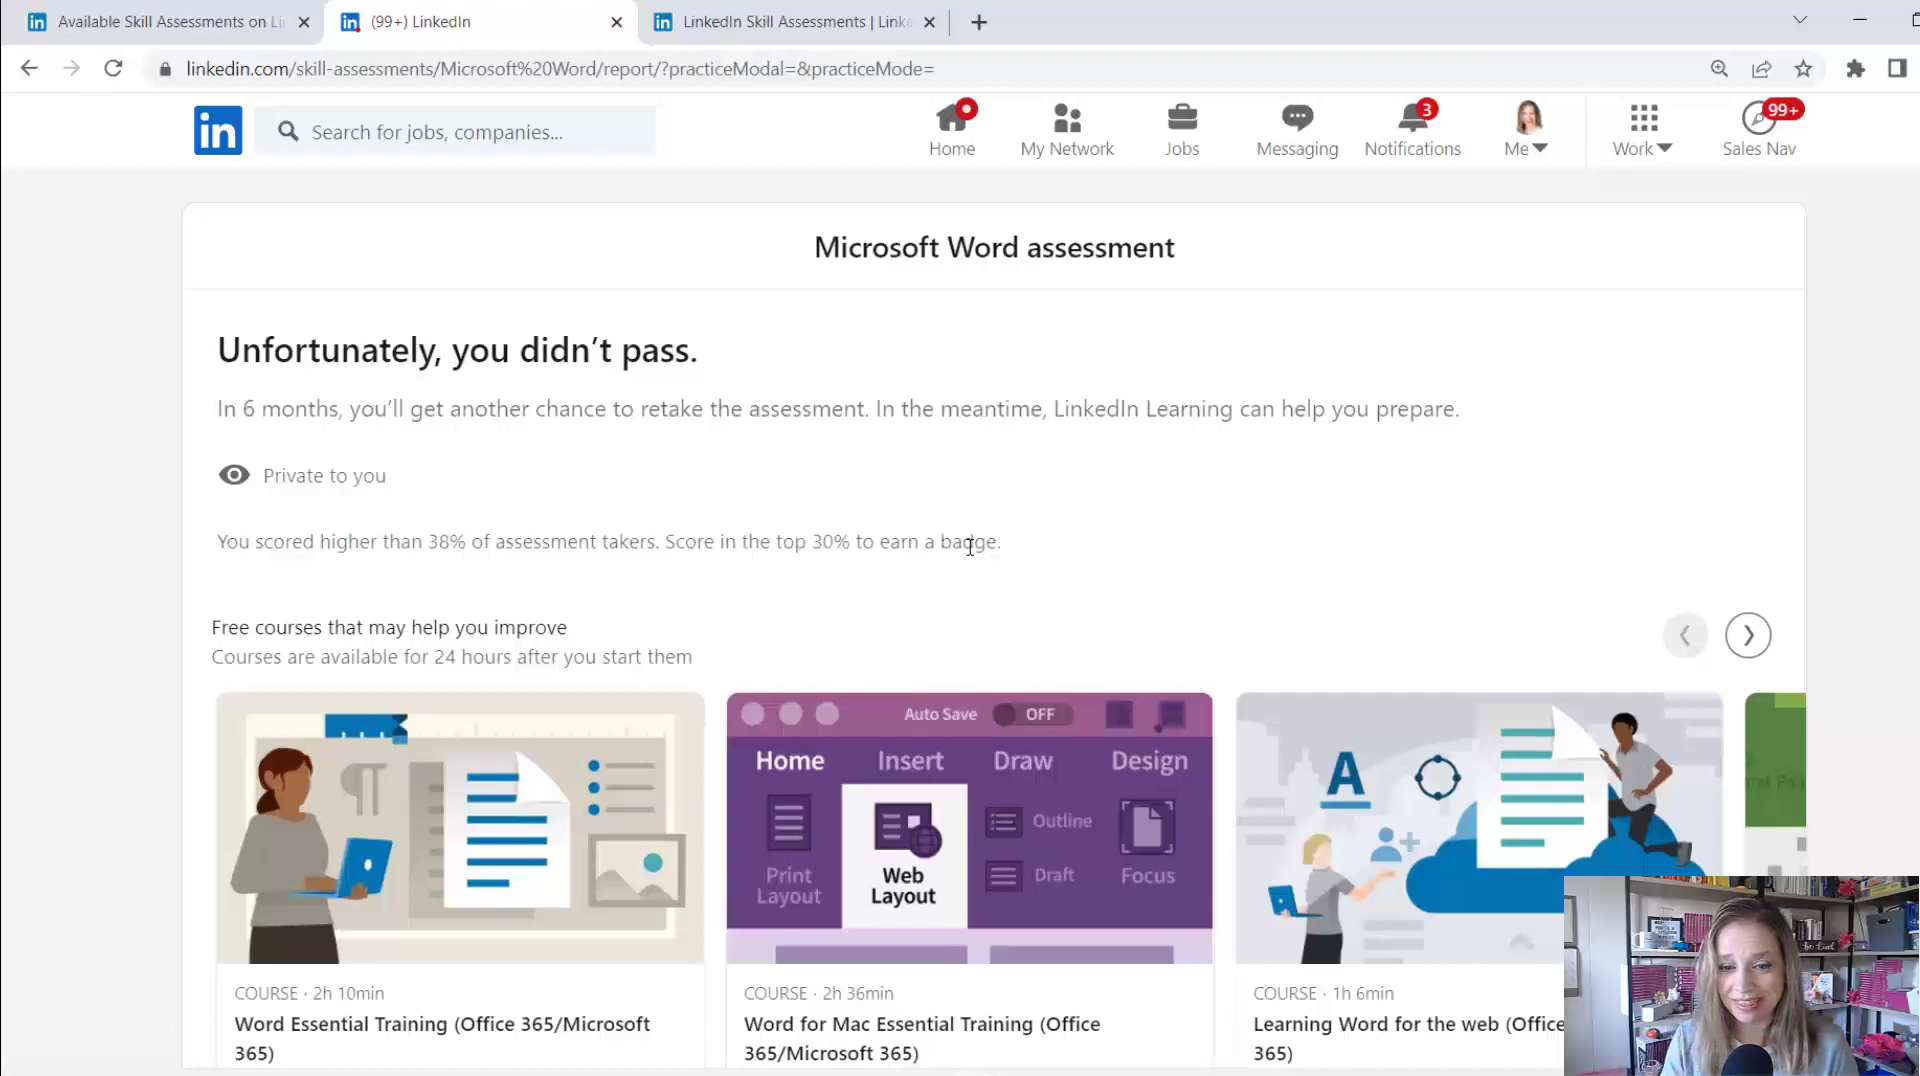 Available Skill Assessments on Li
(99+) LinkedIn
LinkedIn Skill Assessments | Linke
linkedin.com/skill-assessments/Microsoft%20Word/report/?practiceModal=&practiceMode=
in
Search for jobs, companies...
Home
My Network
Jobs
Messaging
3
Notifications
Me
Work
99+
Sales Nav
Microsoft Word assessment
Unfortunately, you didn’t pass.
In 6 months, you’ll get another chance to retake the assessment. In the meantime, LinkedIn Learning can help you prepare.
Private to you
You scored higher than 38% of assessment takers. Score in the top 30% to earn a badge.
Free courses that may help you improve
Courses are available for 24 hours after you start them
Auto Save OFF
Home Insert Draw Design
Print Layout
Web Layout
Outline
Draft
Focus
A
COURSE · 2h 10min
Word Essential Training (Office 365/Microsoft
365)
COURSE · 2h 36min
Word for Mac Essential Training (Office
365/Microsoft 365)
COURSE · 1h 6min
Learning Word for the web (Office
365)